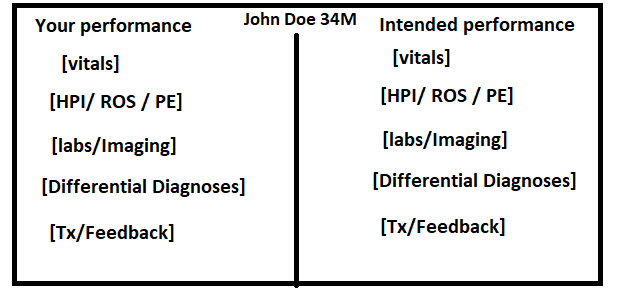 John Doe 34M
Your performance
[vitals]
[HPI/ ROS / PE]
[labs/Imaging]
[Differential Diagnoses]
[Tx/Feedback]
Intended performance
[vitals]
[HPI/ ROS / PE]
[labs/Imaging]
[Differential Diagnoses]
[Tx/Feedback]